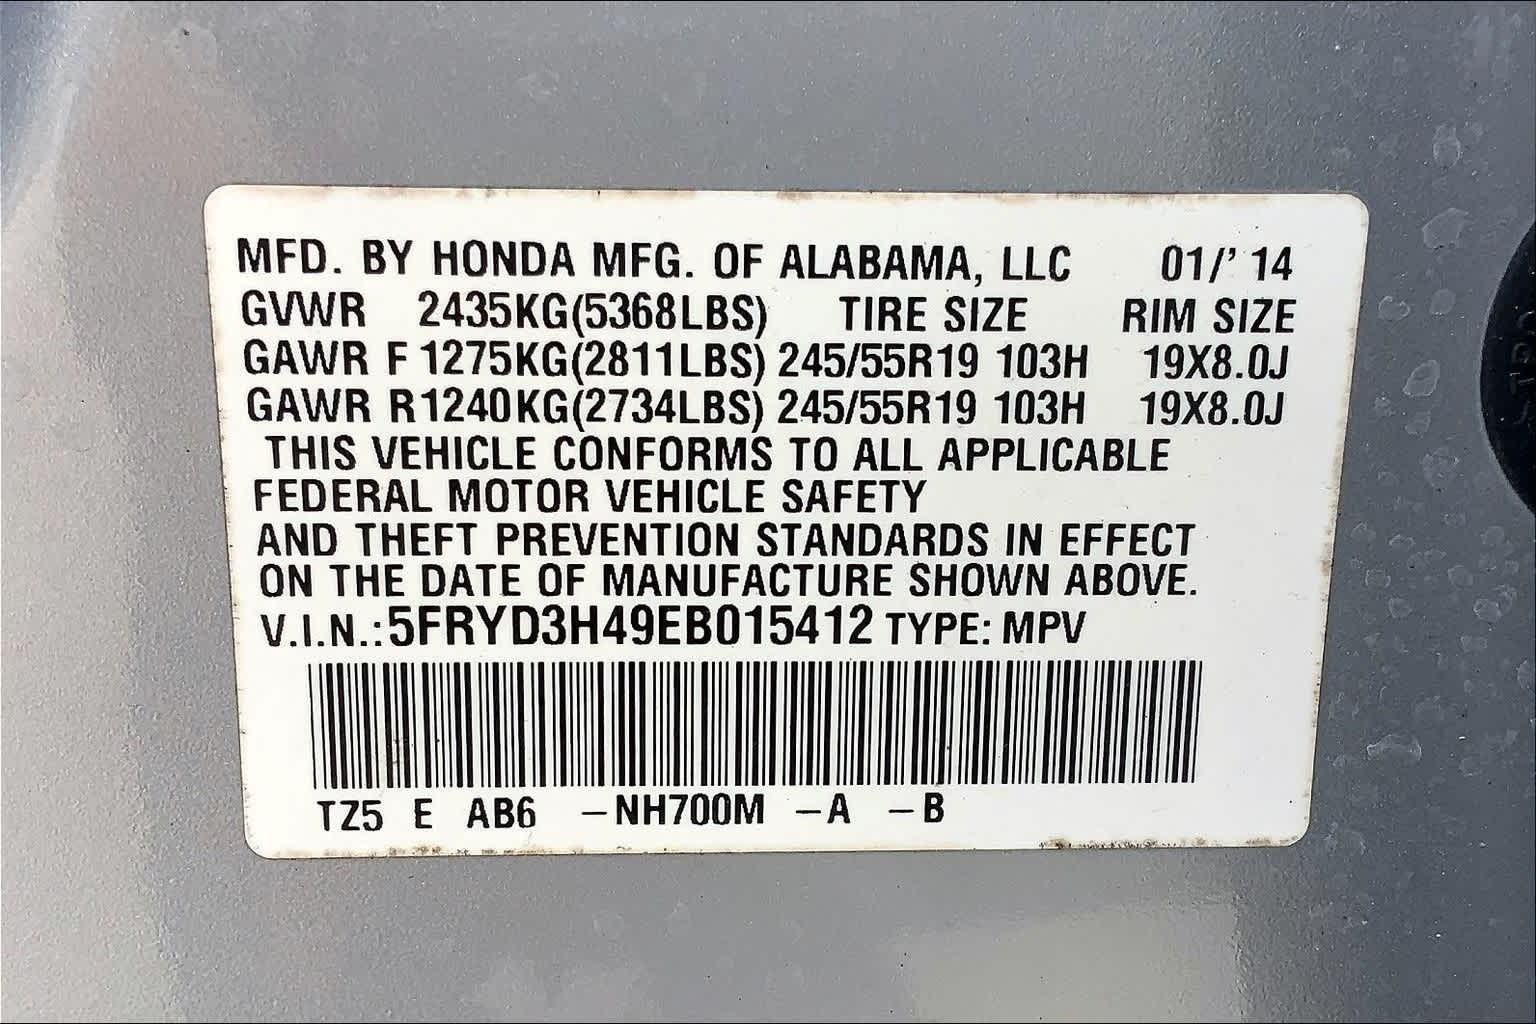 MFD. BY HONDA MFG. OF ALABAMA, LLC 01/' 14
GVWR 2435KG(5368LBS) TIRE SIZE RIM SIZE
GAWR F 1275KG(2811LBS) 245/55R19 103H 19X8.0J
GAWR R1240KG(2734LBS) 245/55R19 103H 19X8.0J
THIS VEHICLE CONFORMS TO ALL APPLICABLE
FEDERAL MOTOR VEHICLE SAFETY
AND THEFT PREVENTION STANDARDS IN EFFECT
ON THE DATE OF MANUFACTURE SHOWN ABOVE.
V.I.N.:5FRYD3H49EB015412 TYPE: MPV
TZ5 E AB6 –NH700M –A –B